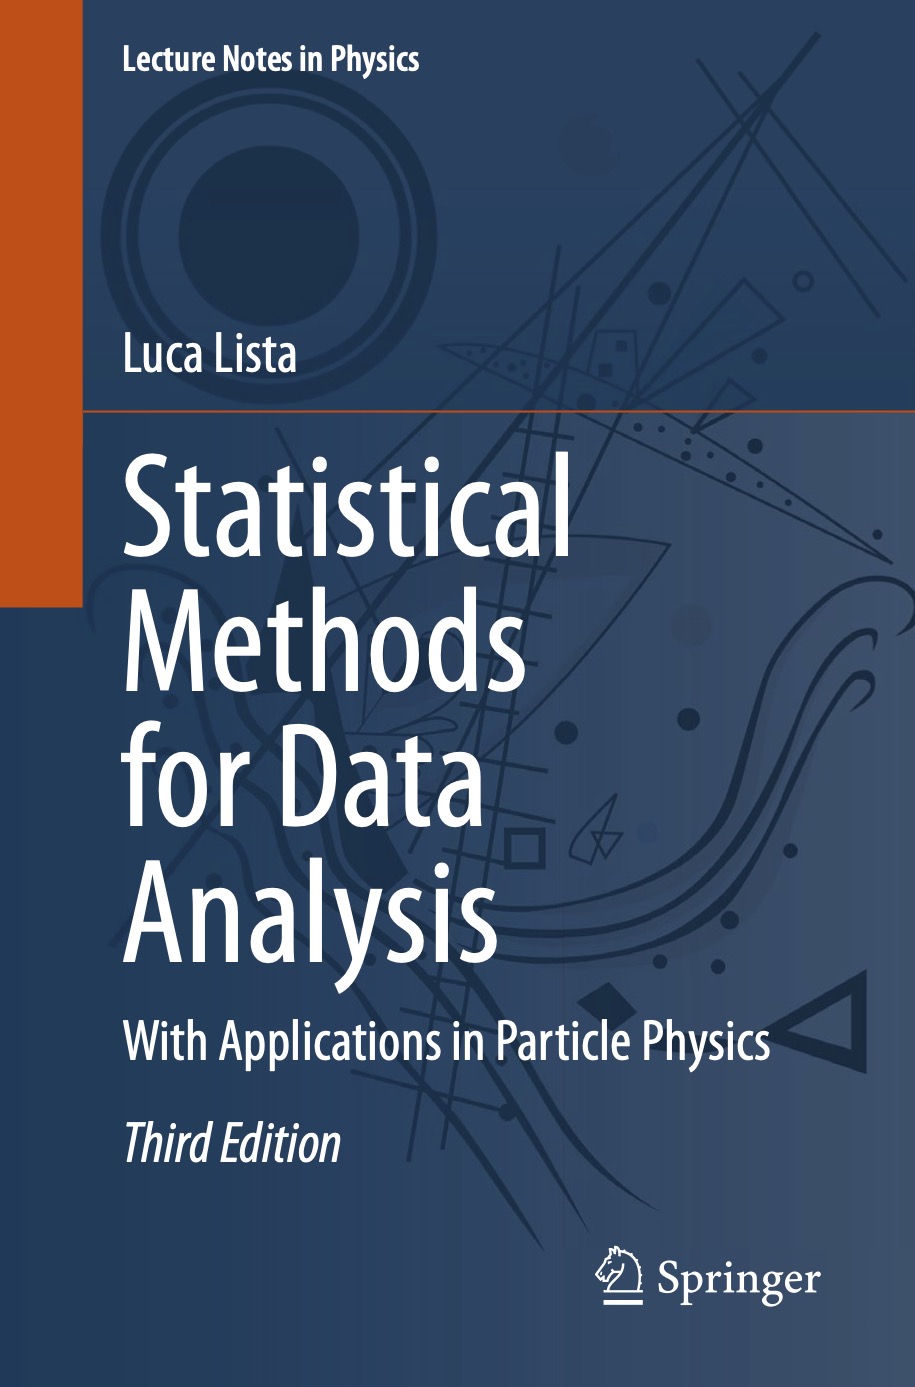 Lecture Notes in Physics
Luca Lista
Statistical
Methods
for Data
Analysis
With Applications in Particle Physics
Third Edition
Springer